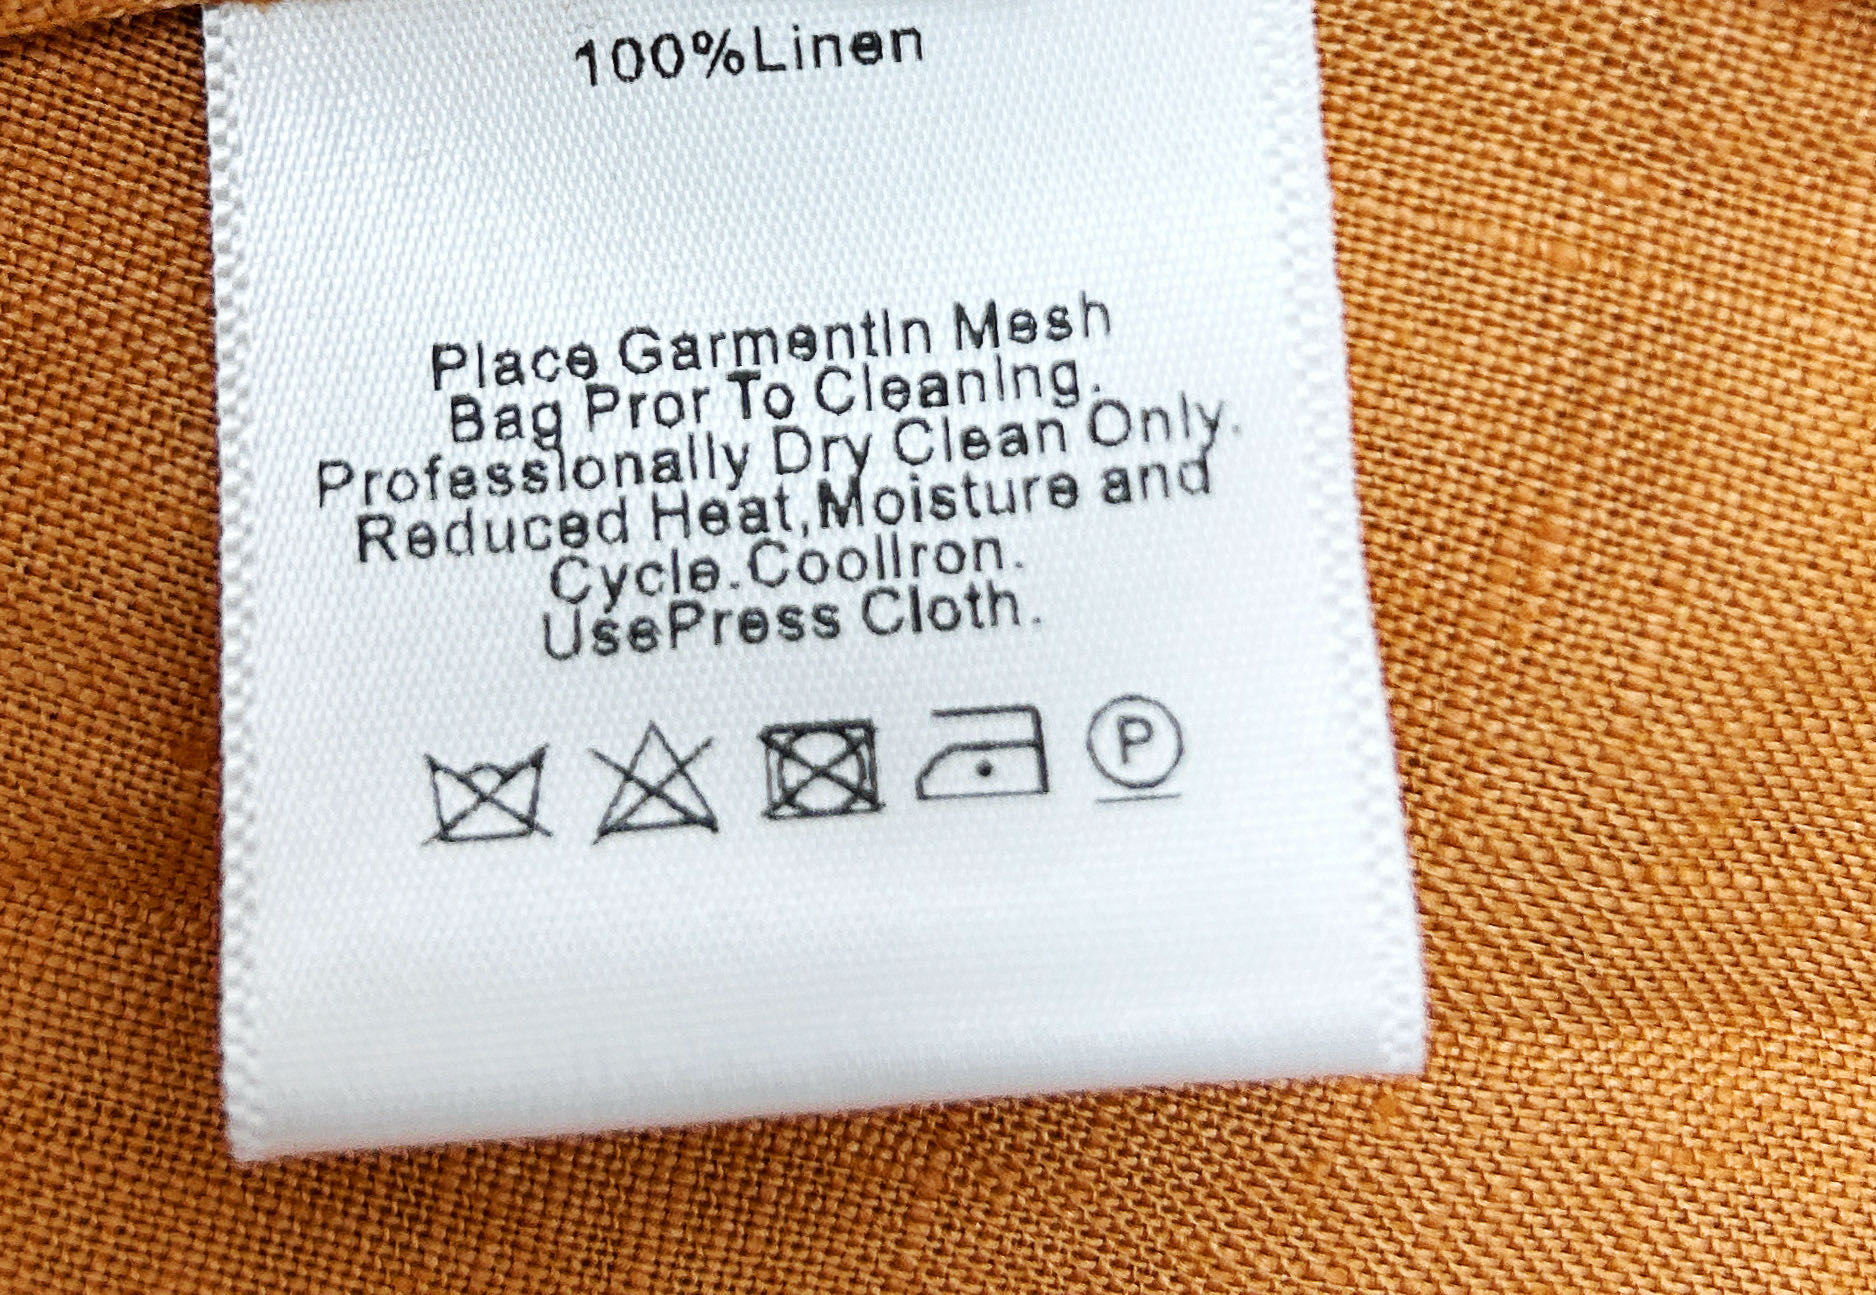 100%Linen
Place GarmentIn Mesh
Bag Pror To CleanIng.
ProfessIonally Dry Clean Only.
Reduced Heat,Moisture and
Cycle.CoolIron.
UsePress Cloth.
P